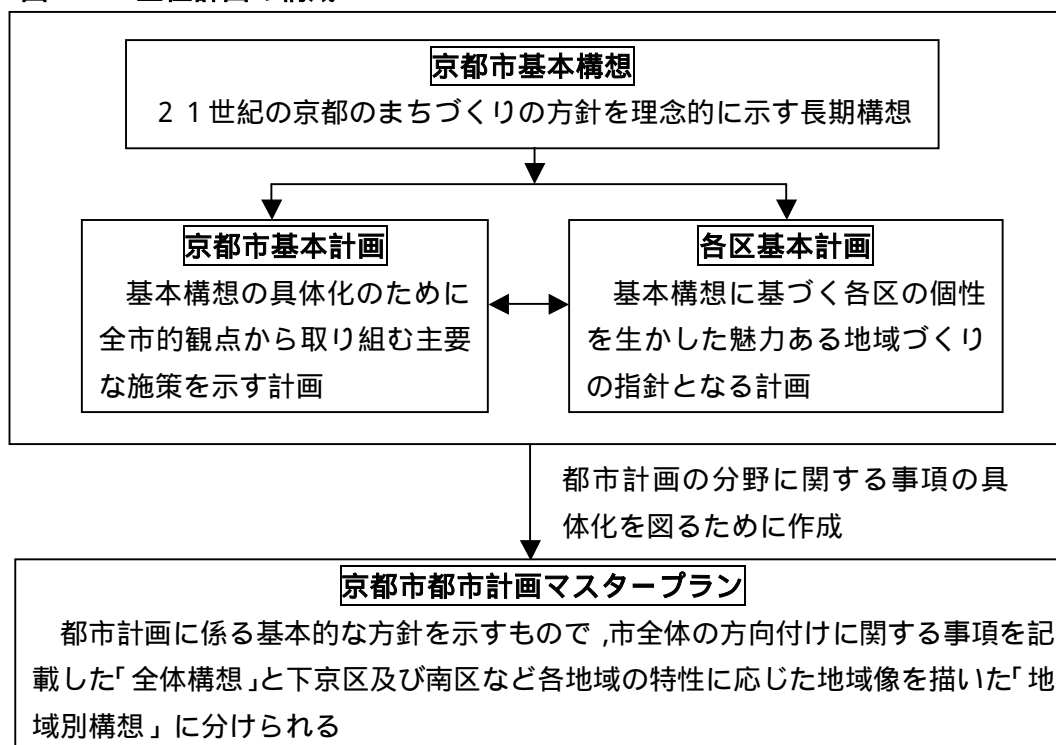 京都市基本構想
21世紀の京都のまちづくりの方針を理念的に示す長期構想
京都市基本計画
基本構想の具体化のために
全市的観点から取り組む主要
な施策を示す計画
各区基本計画
基本構想に基づく各区の個性
を生かした魅力ある地域づくり
の指針となる計画
都市計画の分野に関する事項の具
体化を図るために作成
京都市都市計画マスタープラン
都市計画に係る基本的な方針を示すもので,市全体の方向付けに関する事項を記
載した「全体構想」と下京区及び南区など各地域の特性に応じた地域像を描いた「地
域別構想」に分けられる